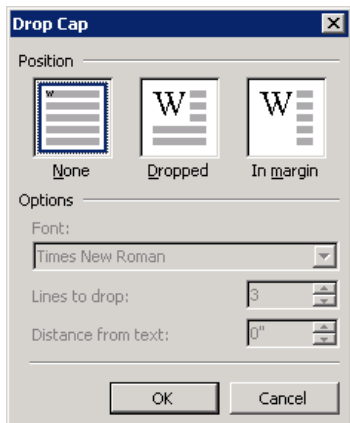 Drop Cap
Position
W W W
None Dropped In margin
Options
Font:
Times New Roman
Lines to drop: 3
Distance from text: 0"
OK Cancel